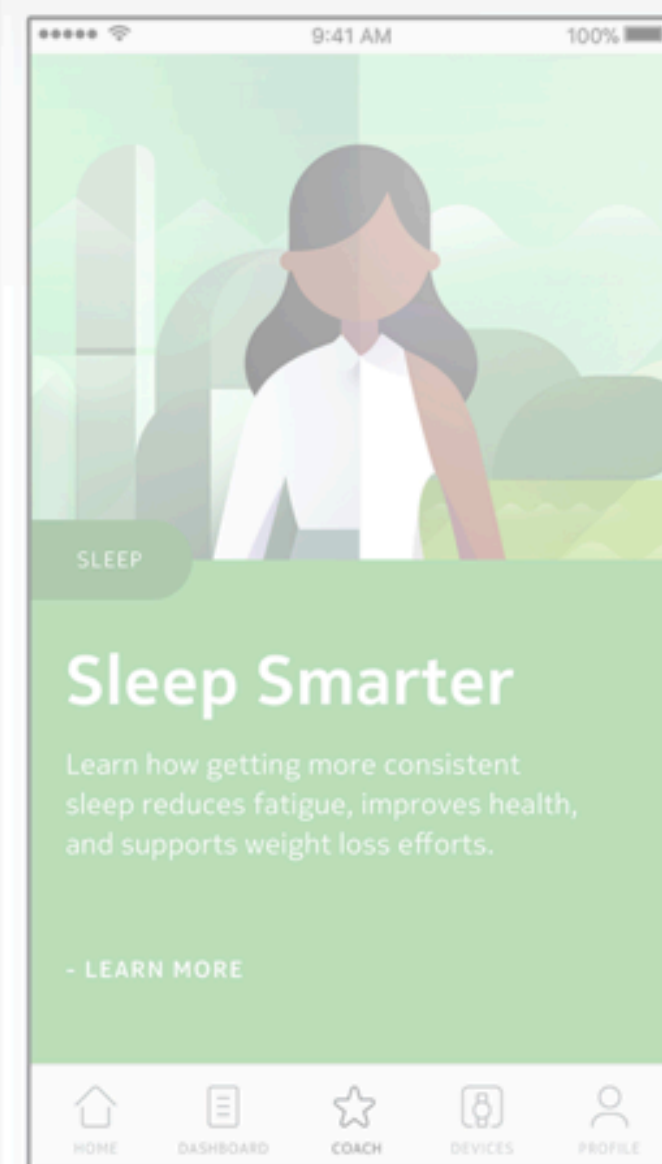 9:41 AM
100%
SLEEP
Sleep Smarter
Learn how getting more consistent
sleep reduces fatigue, improves health,
and supports weight loss efforts.
- LEARN MORE
HOME
DASHBOARD
COACH
DEVICES
PROFILE